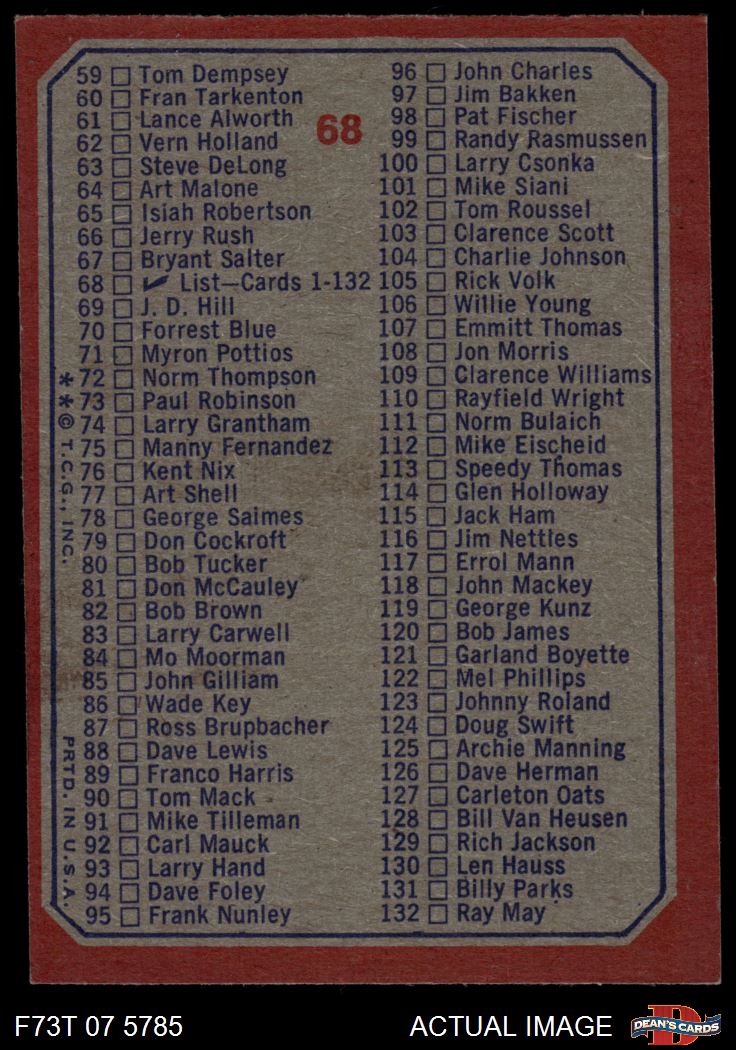 59 Tom Dempsey
60 Fran Tarkenton
61 Lance Alworth
62 Vern Holland
63 Steve DeLong
64 Art Malone
65 Isiah Robertson
66 Jerry Rush
67 Bryant Salter
68 ✓ List—Cards 1-132
69 J. D. Hill
70 Forrest Blue
71 Myron Pottios
*72 Norm Thompson
*73 Paul Robinson
74 Larry Grantham
75 Manny Fernandez
76 Kent Nix
77 Art Shell
78 George Saimes
79 Don Cockroft
80 Bob Tucker
81 Don McCauley
82 Bob Brown
83 Larry Carwell
84 Mo Moorman
85 John Gilliam
86 Wade Key
87 Ross Brupbacher
88 Dave Lewis
89 Franco Harris
90 Tom Mack
91 Mike Tilleman
92 Carl Mauck
93 Larry Hand
94 Dave Foley
95 Frank Nunley
68
96 John Charles
97 Jim Bakken
98 Pat Fischer
99 Randy Rasmussen
100 Larry Csonka
101 Mike Siani
102 Tom Roussel
103 Clarence Scott
104 Charlie Johnson
105 Rick Volk
106 Willie Young
107 Emmitt Thomas
108 Jon Morris
109 Clarence Williams
110 Rayfield Wright
111 Norm Bulaich
112 Mike Eischeid
113 Speedy Thomas
114 Glen Holloway
115 Jack Ham
116 Jim Nettles
117 Errol Mann
118 John Mackey
119 George Kunz
120 Bob James
121 Garland Boyette
122 Mel Phillips
123 Johnny Roland
124 Doug Swift
125 Archie Manning
126 Dave Herman
127 Carleton Oats
128 Bill Van Heusen
129 Rich Jackson
130 Len Hauss
131 Billy Parks
132 Ray May
© T.C.G., INC.
PRTD. IN U.S.A.
F73T 07 5785
ACTUAL IMAGE
D
DEAN'S CARDS